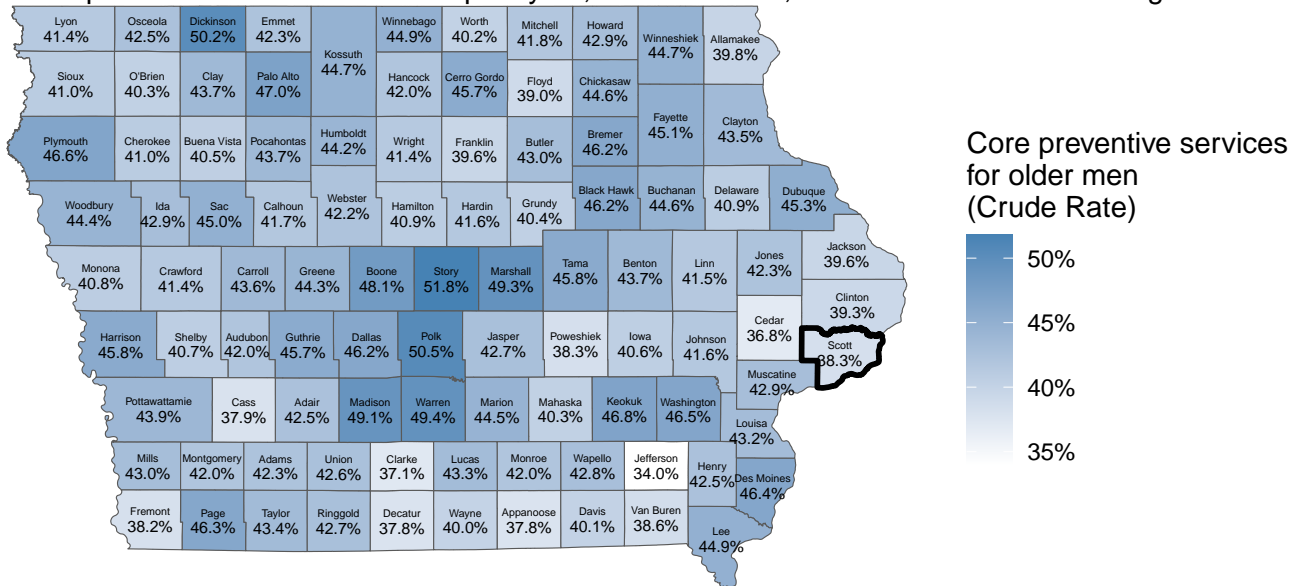 Lyon Osceola Dickinson Emmet Winnebago Worth Mitchell Howard
41.4% 42.5% 50.2% 42.3% 44.9% 40.2% 41.8% 42.9%
Kossuth Winneshiek Allamakee
44.7% 44.7% 39.8%
Sioux O'Brien Clay Palo Alto Hancock Cerro Gordo Floyd Chickasaw
41.0% 40.3% 43.7% 47.0% 42.0% 45.7% 39.0% 44.6%
Fayette Clayton
45.1% 43.5%
Plymouth Cherokee Buena Vista Pocahontas Humboldt Wright Franklin Butler Bremer
46.6% 41.0% 40.5% 43.7% 44.2% 41.4% 39.6% 43.0% 46.2%
Woodbury Ida Sac Calhoun Webster Hamilton Hardin Grundy Black Hawk Buchanan Delaware Dubuque
44.4% 42.9% 45.0% 41.7% 42.2% 40.9% 41.6% 40.4% 46.2% 44.6% 40.9% 45.3%
Monona Crawford Carroll Greene Boone Story Marshall Tama Benton Linn Jones Jackson
40.8% 41.4% 43.6% 44.3% 48.1% 51.8% 49.3% 45.8% 43.7% 41.5% 42.3% 39.6%
Clinton
39.3%
Harrison Shelby Audubon Guthrie Dallas Polk Jasper Poweshiek Iowa Johnson Cedar Scott
45.8% 40.7% 42.0% 45.7% 46.2% 50.5% 42.7% 38.3% 40.6% 41.6% 36.8% 38.3%
Muscatine
42.9%
Pottawattamie Cass Adair Madison Warren Marion Mahaska Keokuk Washington
43.9% 37.9% 42.5% 49.1% 49.4% 44.5% 40.3% 46.8% 46.5%
Louisa
43.2%
Mills Montgomery Adams Union Clarke Lucas Monroe Wapello Jefferson Henry Des Moines
43.0% 42.0% 42.3% 42.6% 37.1% 43.3% 42.0% 42.8% 34.0% 42.5% 46.4%
Fremont Page Taylor Ringgold Decatur Wayne Appanoose Davis Van Buren Lee
38.2% 46.3% 43.4% 42.7% 37.8% 40.0% 37.8% 40.1% 38.6% 44.9%
Core preventive services
for older men
(Crude Rate)
50%
45%
40%
35%